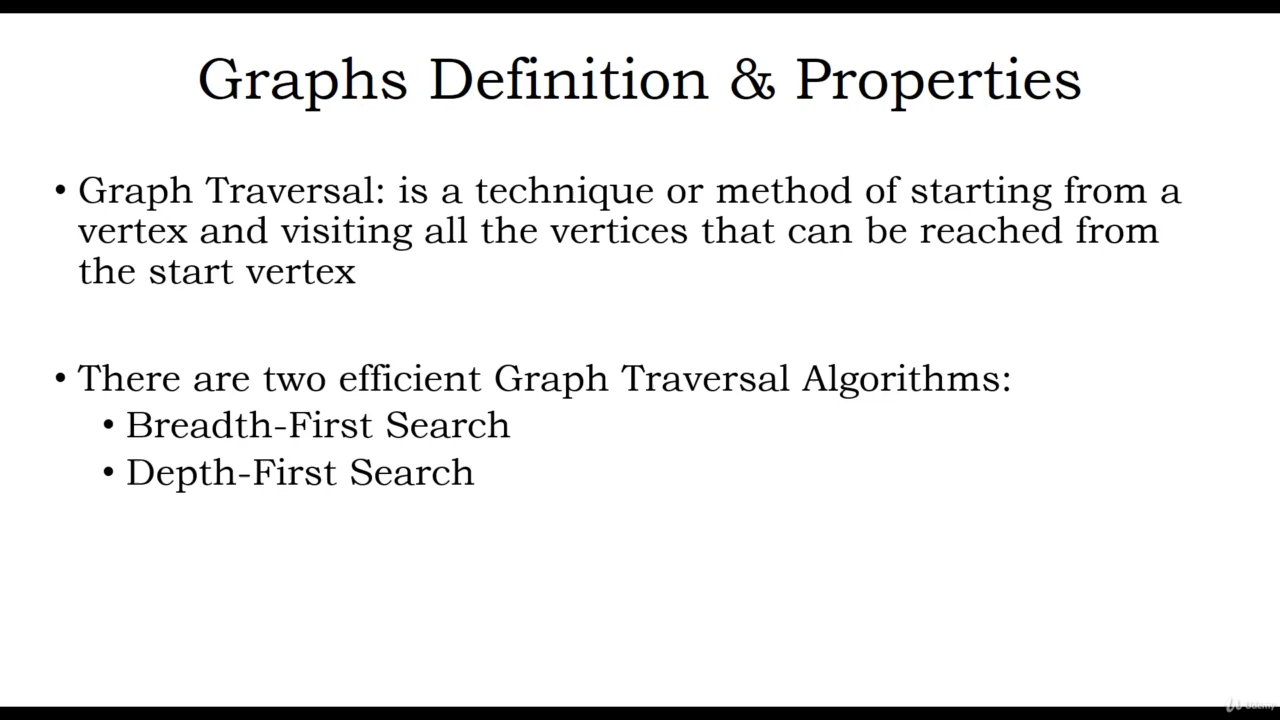 Graphs Definition & Properties
• Graph Traversal: is a technique or method of starting from a
vertex and visiting all the vertices that can be reached from
the start vertex
• There are two efficient Graph Traversal Algorithms:
• Breadth-First Search
• Depth-First Search
Udemy